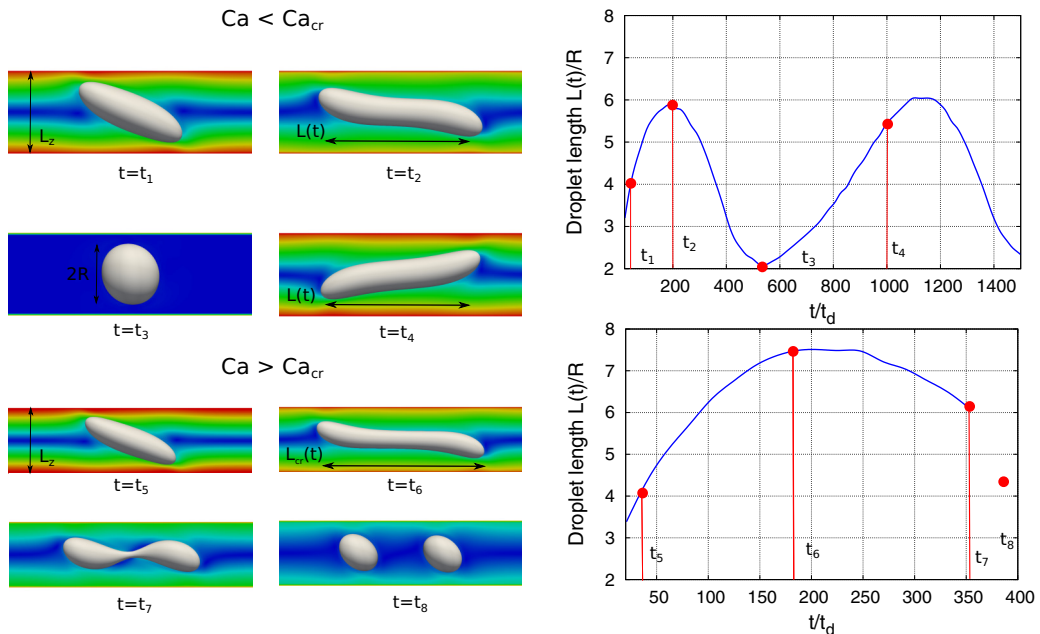 Ca < Ca_cr
L_z
L(t)
t=t_1
t=t_2
2R
L(t)
t=t_3
t=t_4
Ca > Ca_cr
L_z
L_cr(t)
t=t_5
t=t_6
t=t_7
t=t_8
Droplet length L(t)/R
8
7
6
5
4
3
2
t_1
t_2
t_3
t_4
200 400 600 800 1000 1200 1400
t/t_d
Droplet length L(t)/R
8
7
6
5
4
3
2
t_5
t_6
t_7
t_8
50 100 150 200 250 300 350 400
t/t_d